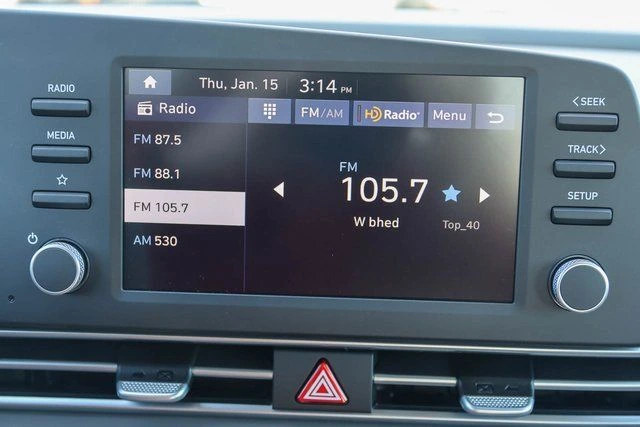 Thu, Jan. 15 3:14 PM
Radio FM/AM HD Radio Menu
RADIO
MEDIA
FM 87.5
FM 88.1
FM 105.7
AM 530
FM
105.7
W bhed Top_40
<SEEK
TRACK>
SETUP